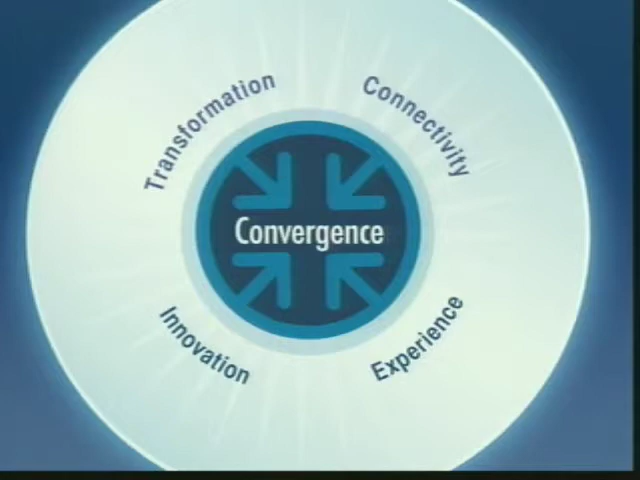 Transformation
Connectivity
Convergence
Innovation
Experience